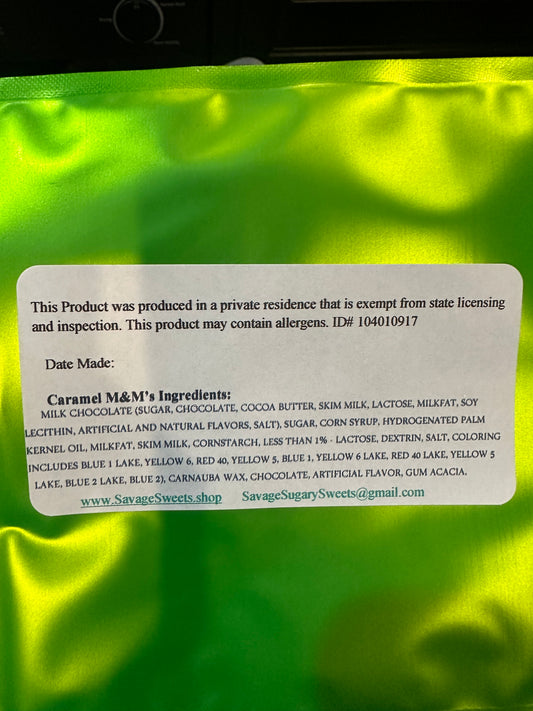 This Product was produced in a private residence that is exempt from state licensing
and inspection. This product may contain allergens. ID# 104010917
Date Made:
Caramel M&M's Ingredients:
MILK CHOCOLATE (SUGAR, CHOCOLATE, COCOA BUTTER, SKIM MILK, LACTOSE, MILKFAT, SOY
LECITHIN, ARTIFICIAL AND NATURAL FLAVORS, SALT), SUGAR, CORN SYRUP, HYDROGENATED PALM
KERNEL OIL, MILKFAT, SKIM MILK, CORNSTARCH, LESS THAN 1% - LACTOSE, DEXTRIN, SALT, COLORING
INCLUDES BLUE 1 LAKE, YELLOW 6, RED 40, YELLOW 5, BLUE 1, YELLOW 6 LAKE, RED 40 LAKE, YELLOW 5
LAKE, BLUE 2 LAKE, BLUE 2), CARNAUBA WAX, CHOCOLATE, ARTIFICIAL FLAVOR, GUM ACACIA.
www.SavageSweets.shop SavageSugarySweets@gmail.com